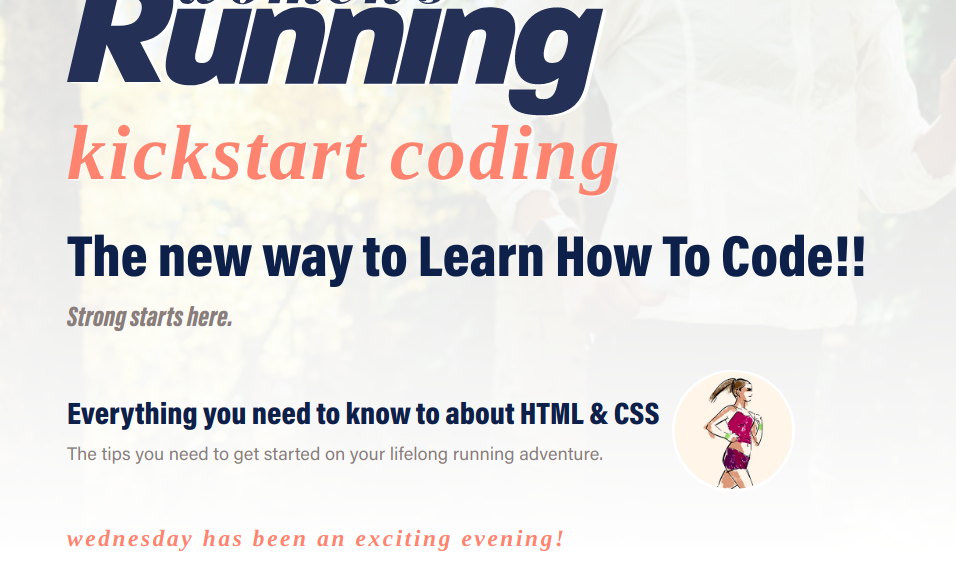 women's
Running
kickstart coding
The new way to Learn How To Code!!
Strong starts here.
Everything you need to know to about HTML & CSS
The tips you need to get started on your lifelong running adventure.
wednesday has been an exciting evening!